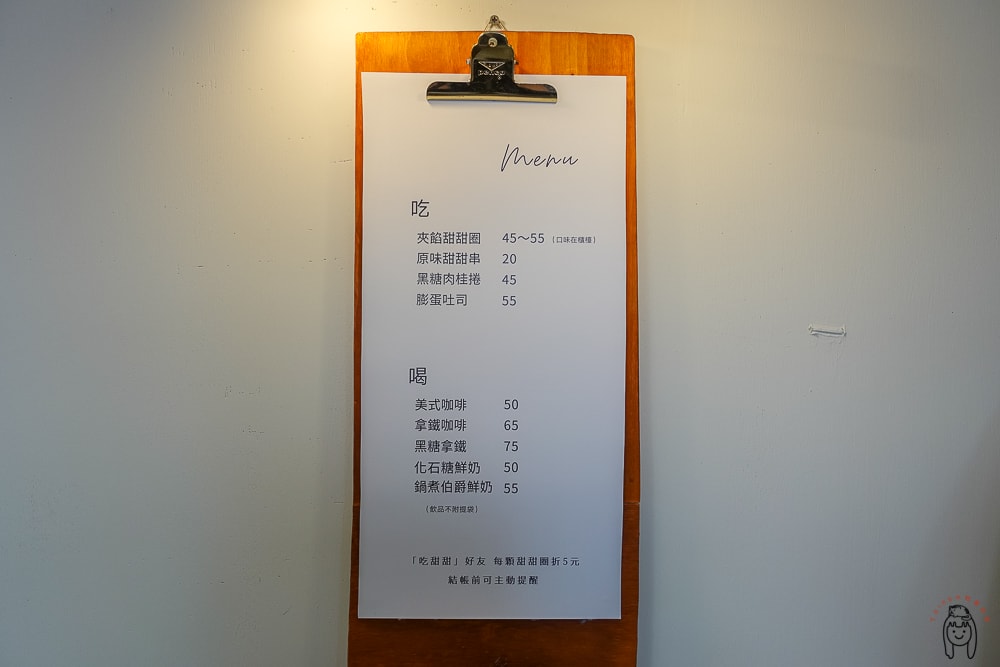 Menu
吃
夾餡甜甜圈 45～55 (口味在櫃檯)
原味甜甜串 20
黑糖肉桂捲 45
膨蛋吐司 55
喝
美式咖啡 50
拿鐵咖啡 65
黑糖拿鐵 75
化石糖鮮奶 50
鍋煮伯爵鮮奶 55
(飲品不附提袋)
「吃甜甜」好友 每顆甜甜圈折5元
結帳前可主動提醒